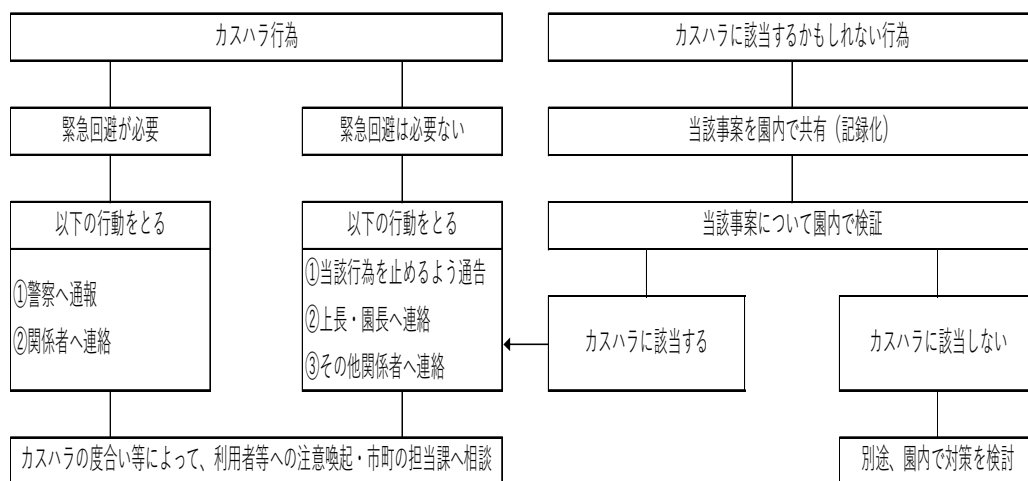 カスハラ行為
カスハラに該当するかもしれない行為
緊急回避が必要
緊急回避は必要ない
当該事案を園内で共有（記録化）
以下の行動をとる
以下の行動をとる
当該事案について園内で検証
①警察へ通報
②関係者へ連絡
①当該行為を止めるよう通告
②上長・園長へ連絡
③その他関係者へ連絡
カスハラに該当する
カスハラに該当しない
カスハラの度合い等によって、利用者等への注意喚起・市町の担当課へ相談
別途、園内で対策を検討